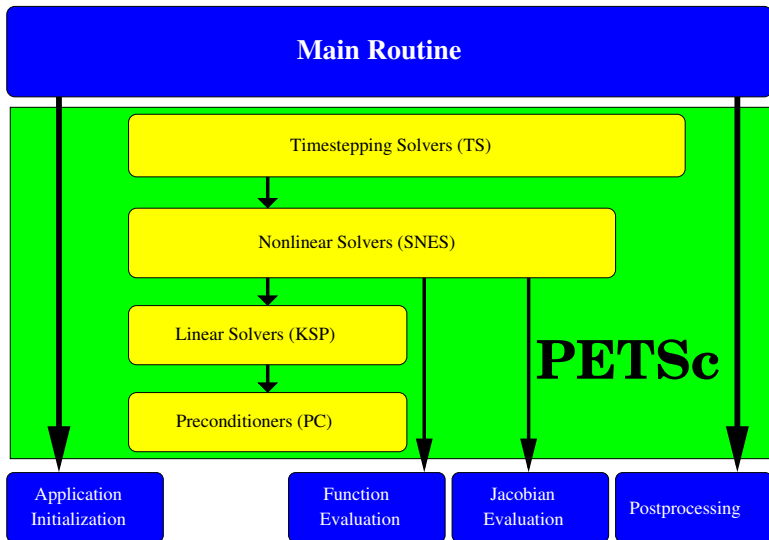 Main Routine
Timestepping Solvers (TS)
Nonlinear Solvers (SNES)
Linear Solvers (KSP)
PETSc
Preconditioners (PC)
Application
Initialization
Function
Evaluation
Jacobian
Evaluation
Postprocessing